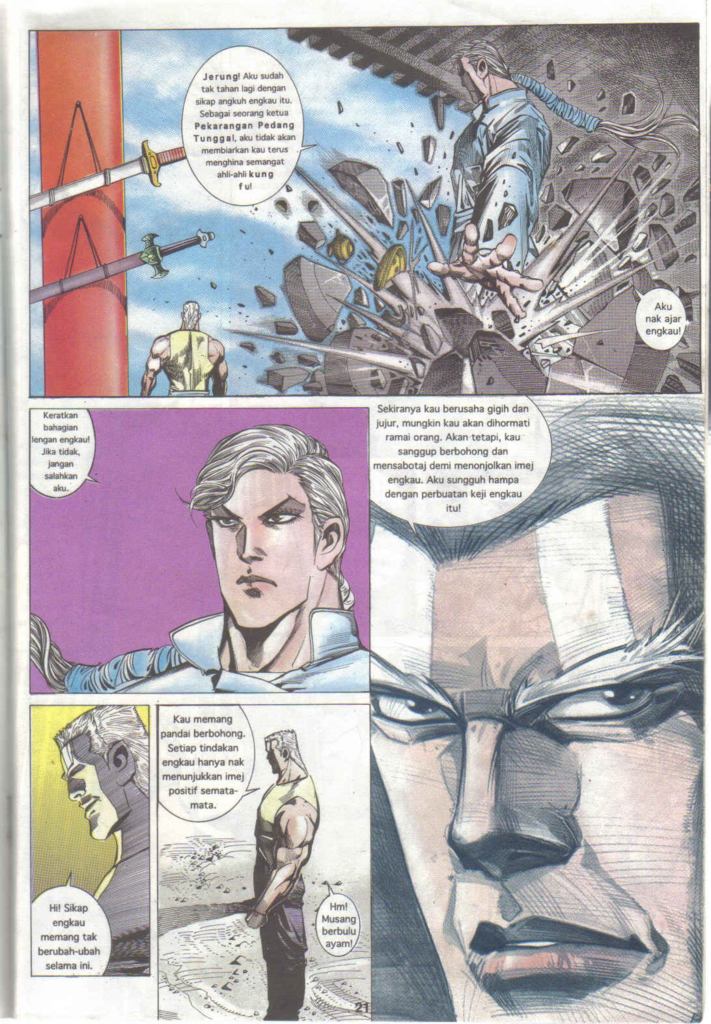 Jerung! Aku sudah
tak tahan lagi dengan
sikap angkuh engkau itu.
Sebagai seorang ketua
Pekarangan Pedang
Tunggal, aku tidak akan
membiarkan kau terus
menghina semangat
ahli-ahli kung
fu!
Aku
nak ajar
engkau!
Keratkan
bahagian
lengan engkau!
Jika tidak,
jangan
salahkan
aku.
Sekiranya kau berusaha gigih dan
jujur, mungkin kau akan dihormati
ramai orang. Akan tetapi, kau
sanggup berbohong dan
mensabotaj demi menonjolkan imej
engkau. Aku sungguh hampa
dengan perbuatan keji engkau
itu!
Hi! Sikap
engkau
memang tak
berubah-ubah
selama ini.
Kau memang
pandai berbohong.
Setiap tindakan
engkau hanya nak
menunjukkan imej
positif semata-
mata.
Hm!
Musang
berbulu
ayam!
21